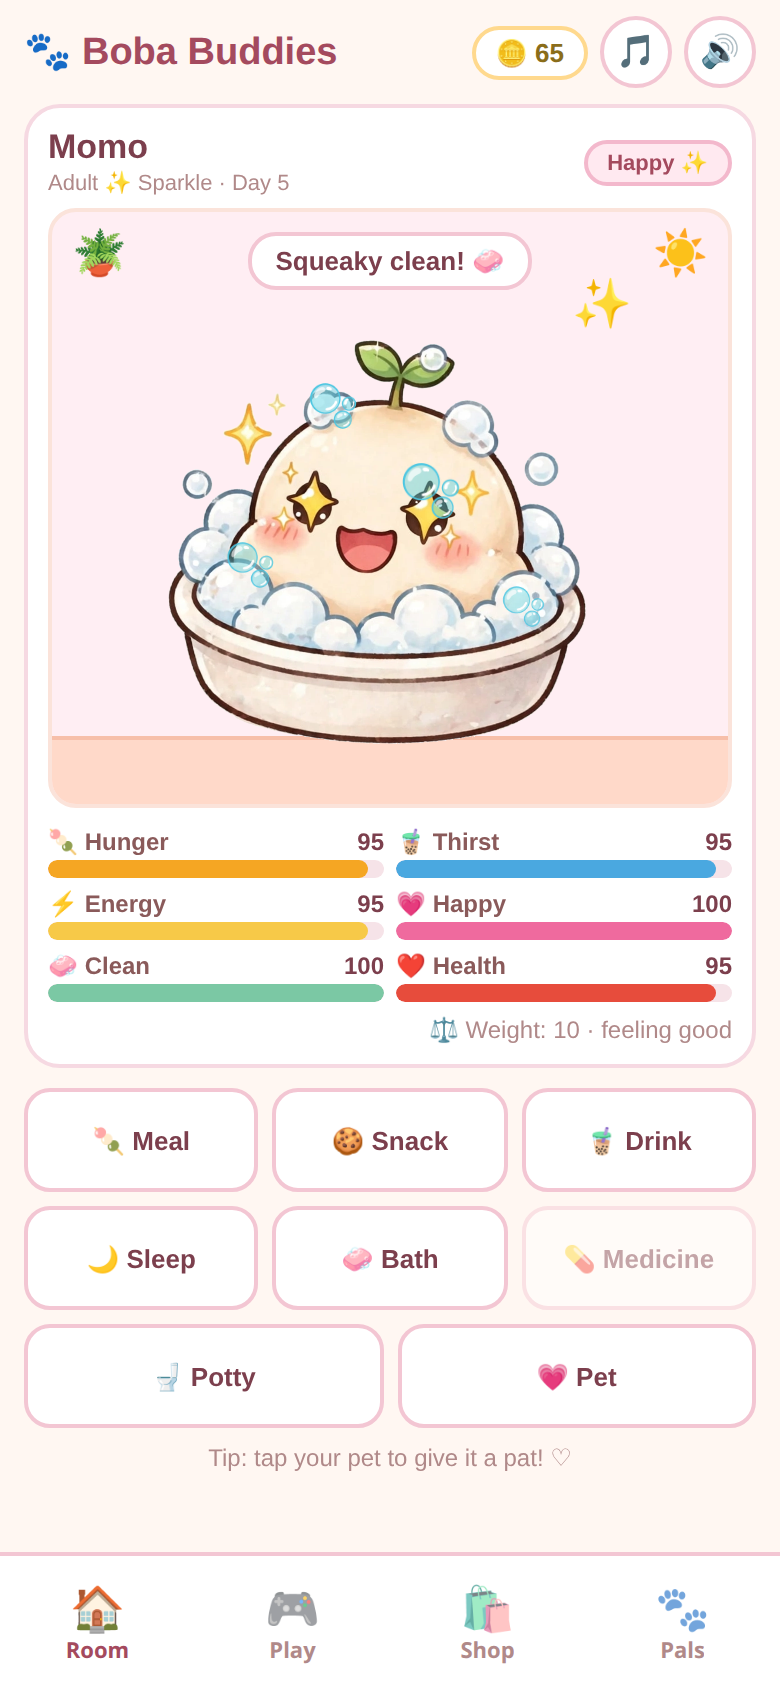 🐾 Boba Buddies
🪙 65
🎵
🔊
Momo
Adult ✨ Sparkle · Day 5
Happy ✨
Squeaky clean! 🧼
🍡 Hunger 95
🧋 Thirst 95
⚡ Energy 95
💗 Happy 100
🧼 Clean 100
❤️ Health 95
⚖️ Weight: 10 · feeling good
🍡 Meal
🍪 Snack
🧋 Drink
🌙 Sleep
🧼 Bath
💊 Medicine
🚽 Potty
💗 Pet
Tip: tap your pet to give it a pat! ♡
Room
Play
Shop
Pals